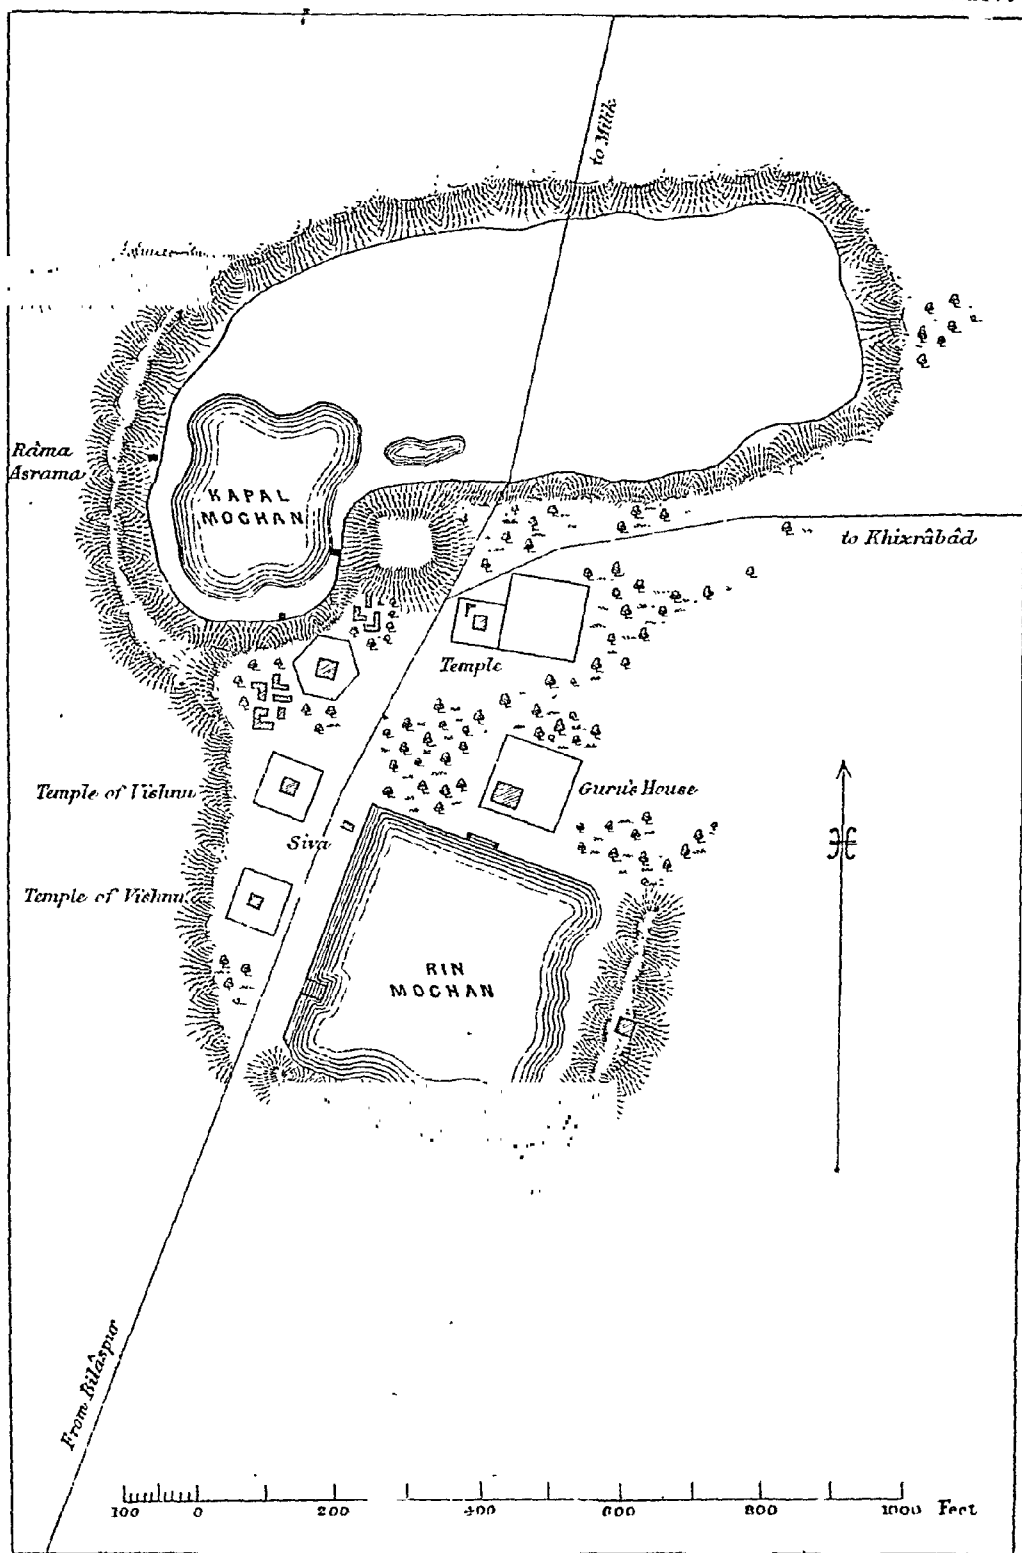 to Milik
Râma
Asrama
KAPAL
MOCHAN
to Khizrâbâd
Temple
Temple of Vishnu
Guru's House
Siva
Temple of Vishnu
RIN
MOCHAN
From Bilâspur
100 0 200 400 600 800 1000 Feet